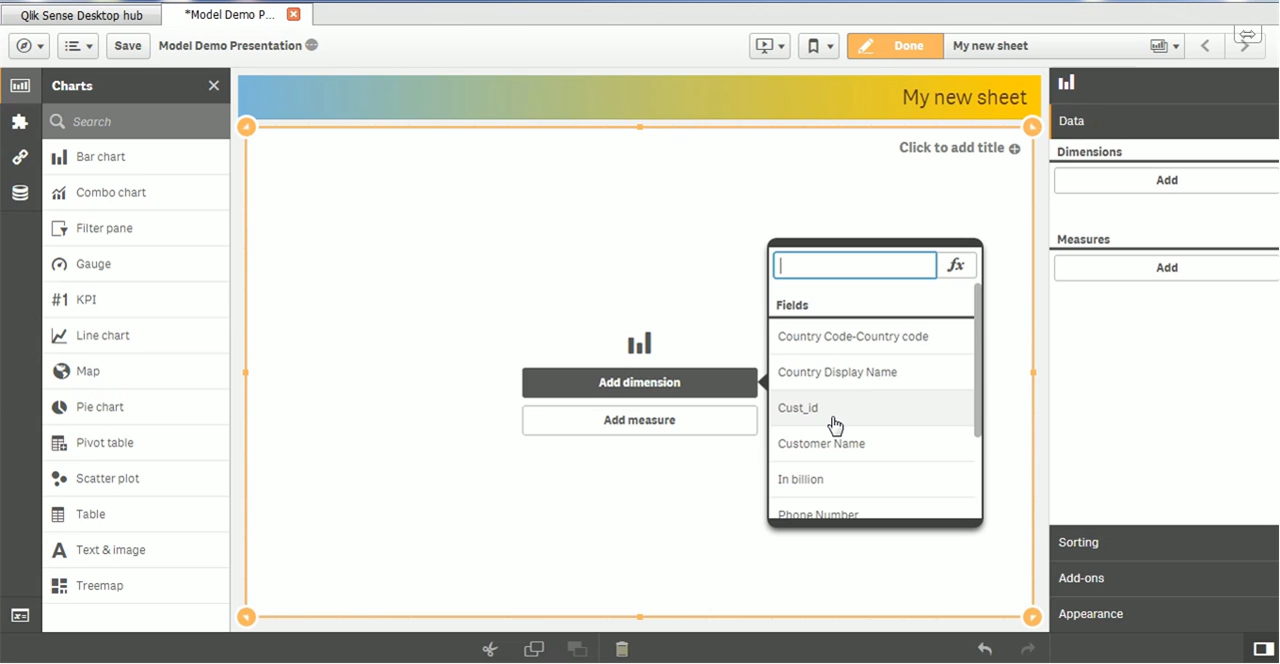 Qlik Sense Desktop hub
*Model Demo P...
Save
Model Demo Presentation
Done
My new sheet
Charts
Search
Bar chart
Combo chart
Filter pane
Gauge
#1 KPI
Line chart
Map
Pie chart
Pivot table
Scatter plot
Table
A Text & image
Treemap
My new sheet
Click to add title
Add dimension
Add measure
fx
Fields
Country Code-Country code
Country Display Name
Cust_id
Customer Name
In billion
Phone Number
Data
Dimensions
Add
Measures
Add
Sorting
Add-ons
Appearance